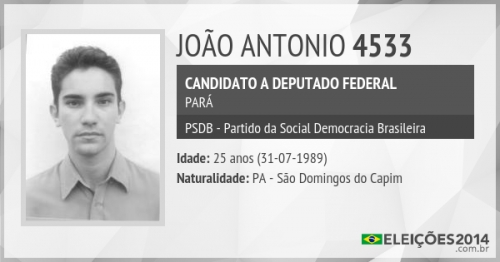 JOÃO ANTONIO 4533
CANDIDATO A DEPUTADO FEDERAL
PARÁ
PSDB - Partido da Social Democracia Brasileira
Idade: 25 anos (31-07-1989)
Naturalidade: PA - São Domingos do Capim
ELEIÇÕES2014
.com.br